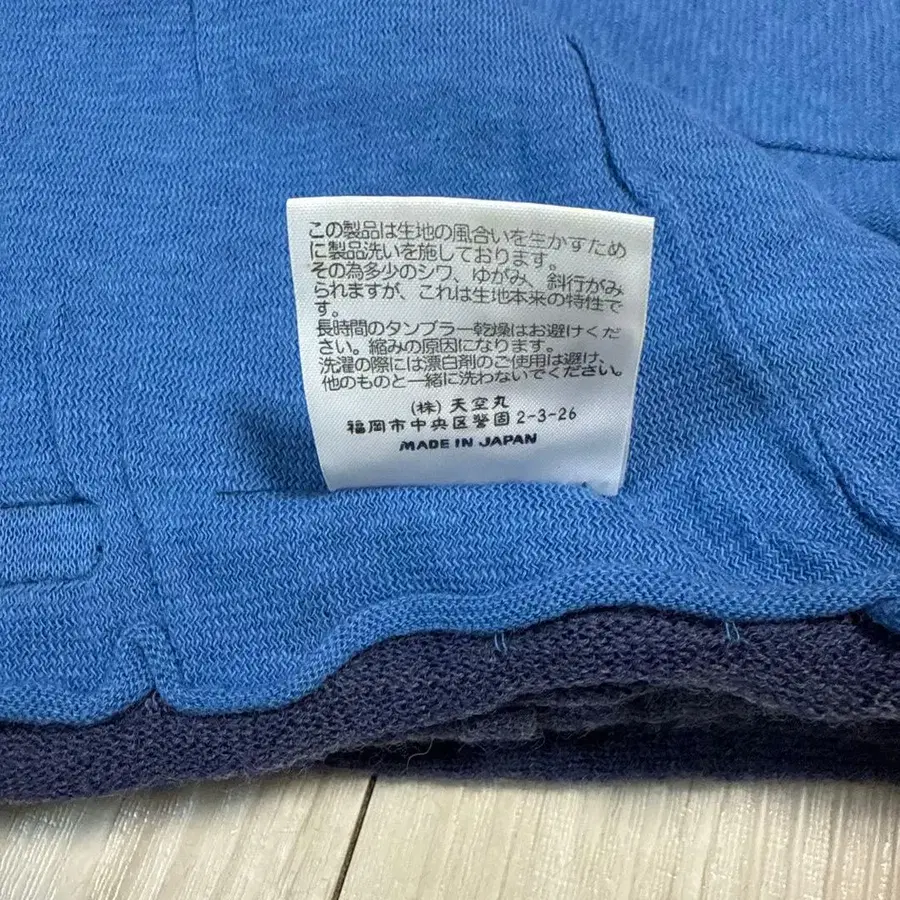 この製品は生地の風合いを生かすため
に製品洗いを施しております。
その為多少のシワ、ゆがみ、斜行がみ
られますが、これは生地本来の特性で
す。
長時間のタンブラー乾燥はお避けくだ
さい。縮みの原因になります。
洗濯の際には漂白剤のご使用は避け、
他のものと一緒に洗わないでください。
(株) 天空丸
福岡市中央区警固2-3-26
MADE IN JAPAN